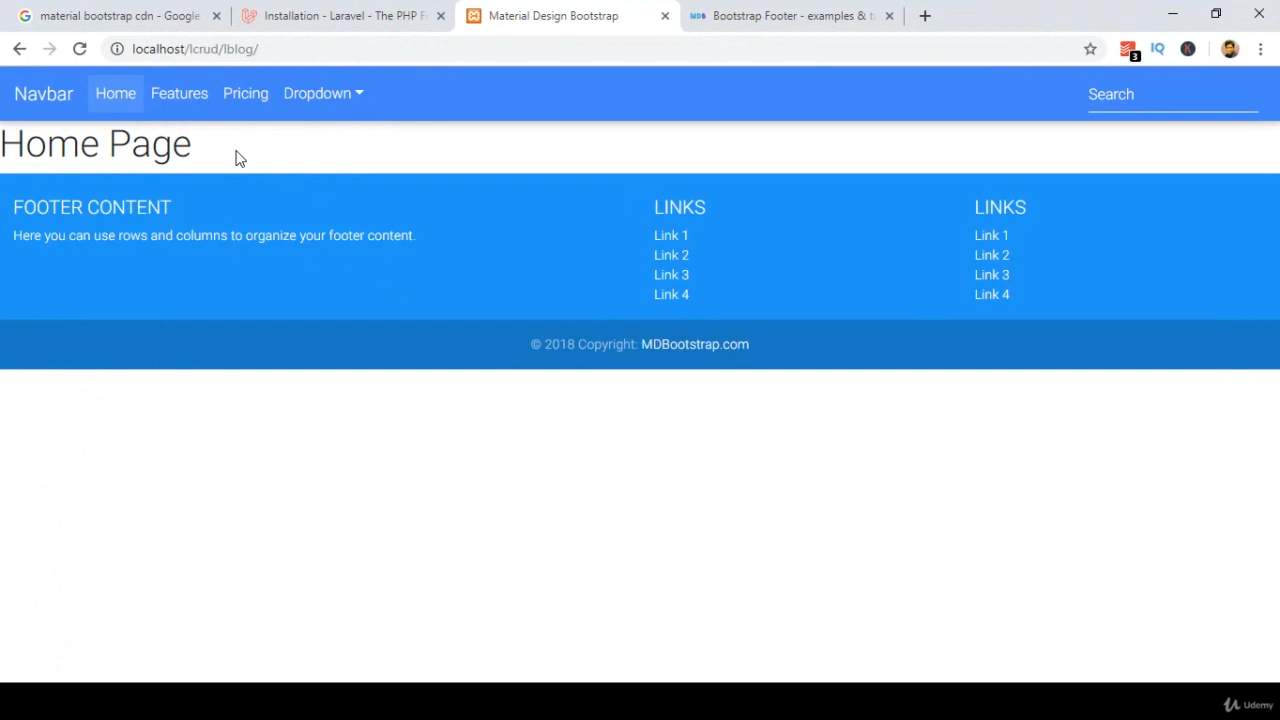 material bootstrap cdn - Google
Installation - Laravel - The PHP F
Material Design Bootstrap
MDB Bootstrap Footer - examples & t
localhost/lcrud/lblog/
3
IQ
K
Navbar Home Features Pricing Dropdown Search
Home Page
FOOTER CONTENT LINKS LINKS
Here you can use rows and columns to organize your footer content. Link 1 Link 1
Link 2 Link 2
Link 3 Link 3
Link 4 Link 4
© 2018 Copyright: MDBootstrap.com
Udemy